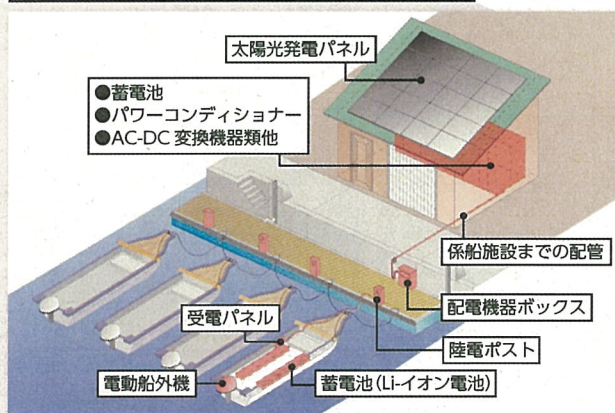 太陽光発電パネル
●蓄電池
●パワーコンディショナー
●AC-DC変換機器類他
係船施設までの配管
配電機器ボックス
受電パネル
陸電ポスト
電動船外機
蓄電池(Li-イオン電池)